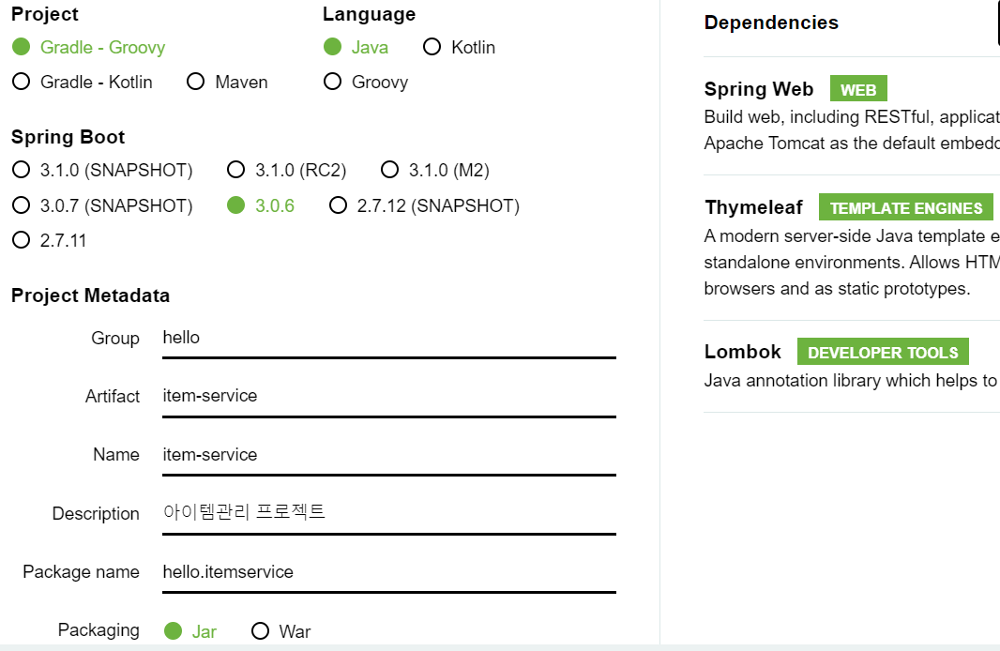 Project
Gradle - Groovy
Gradle - Kotlin Maven
Language
Java Kotlin
Groovy
Spring Boot
3.1.0 (SNAPSHOT) 3.1.0 (RC2) 3.1.0 (M2)
3.0.7 (SNAPSHOT) 3.0.6 2.7.12 (SNAPSHOT)
2.7.11
Project Metadata
Group hello
Artifact item-service
Name item-service
Description 아이템관리 프로젝트
Package name hello.itemservice
Packaging Jar War
Dependencies
Spring Web WEB
Build web, including RESTful, applicat
Apache Tomcat as the default embedd
Thymeleaf TEMPLATE ENGINES
A modern server-side Java template e
standalone environments. Allows HTM
browsers and as static prototypes.
Lombok DEVELOPER TOOLS
Java annotation library which helps to